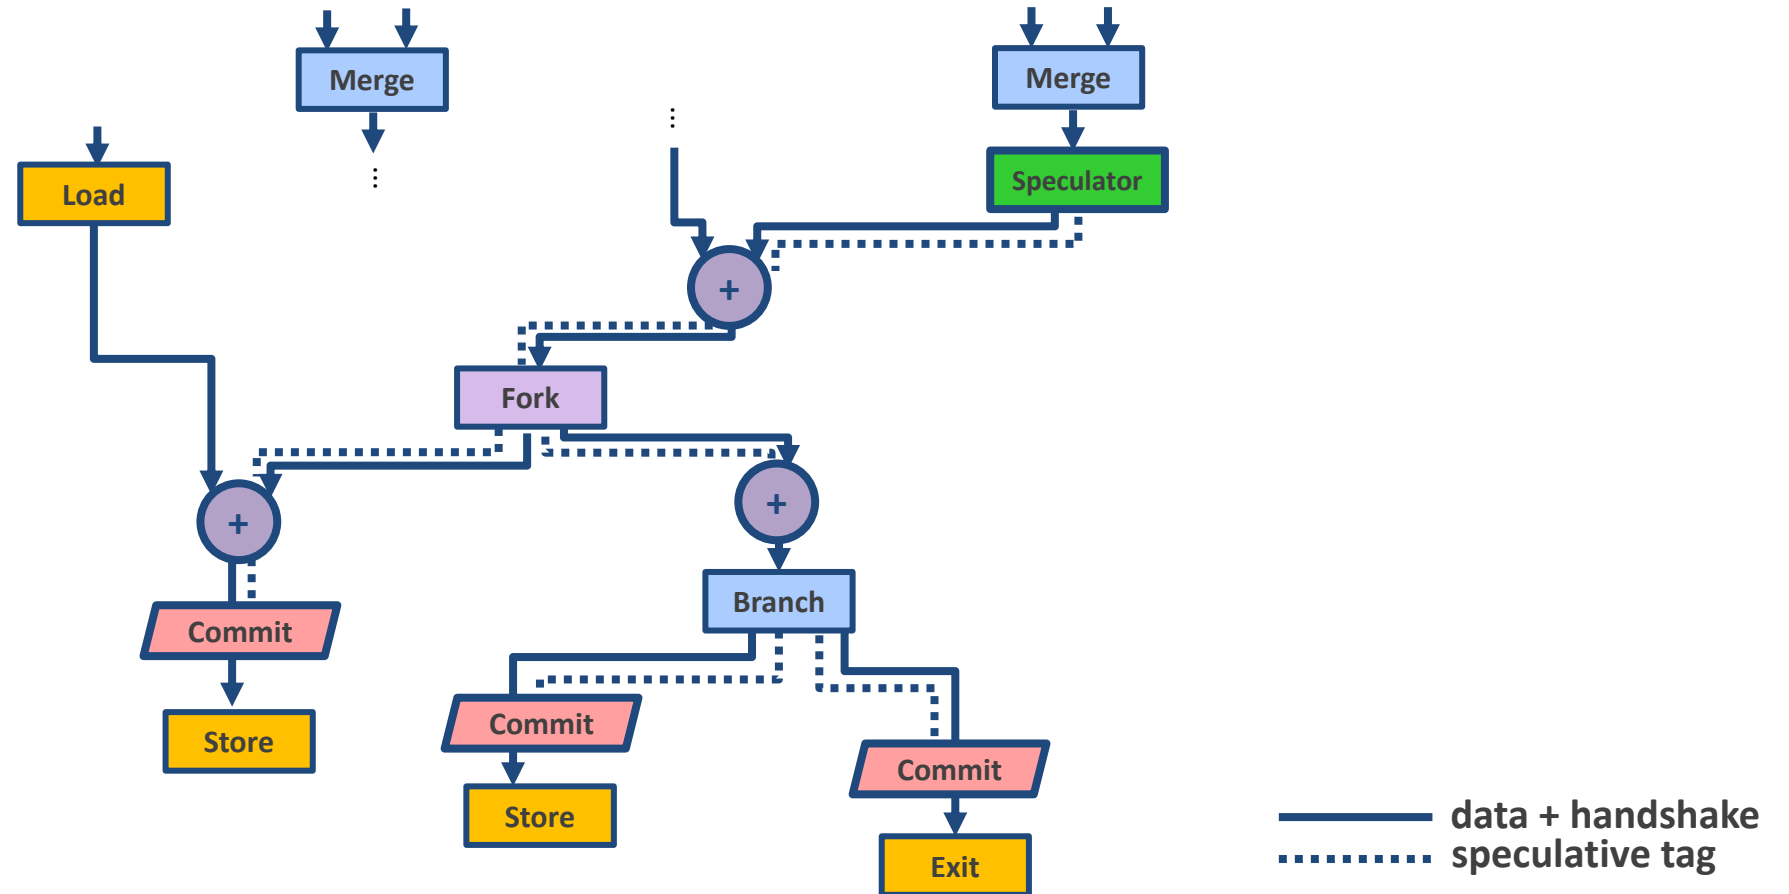 Merge
Merge
...
Load
...
Speculator
+
Fork
+
+
Branch
Commit
Commit
Store
Commit
Store
Exit
data + handshake
speculative tag